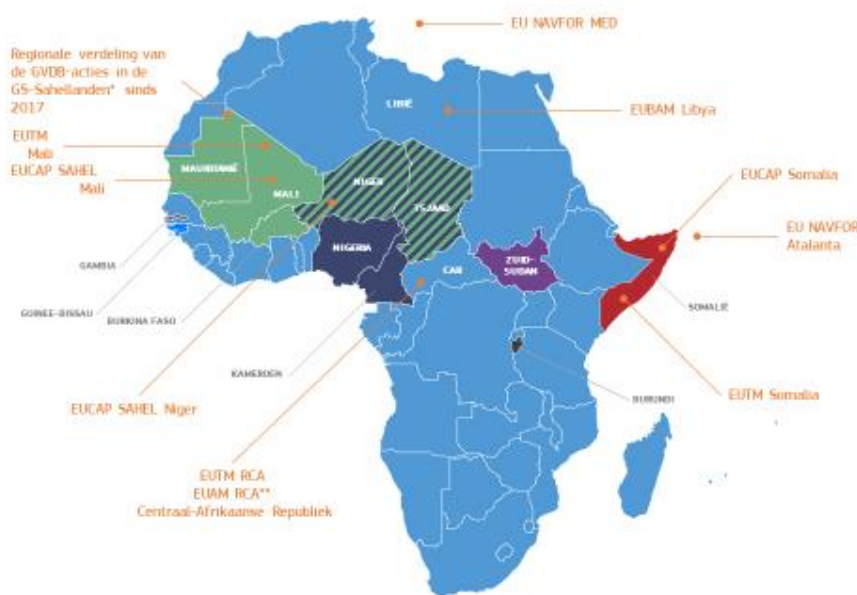 EU NAVFOR MED
Regionale verdeling van
de GVDB-acties in de
G5-Sahellanden* sinds
2017
LIBIË
EUBAM Libya
EUTM
Mali
EUCAP SAHEL
Mali
MAURITANIË
MALI
NIGER
TSJAAD
EUCAP Somalia
EU NAVFOR
Atalanta
NIGERIA
CAR
ZUID-
SUDAN
GAMBIA
GUINEE-BISSAU
BURKINA FASO
SOMALIË
KAMEROEN
BURUNDI
EUCAP SAHEL Niger
EUTM Somalia
EUTM RCA
EUAM RCA**
Centraal-Afrikaanse Republiek